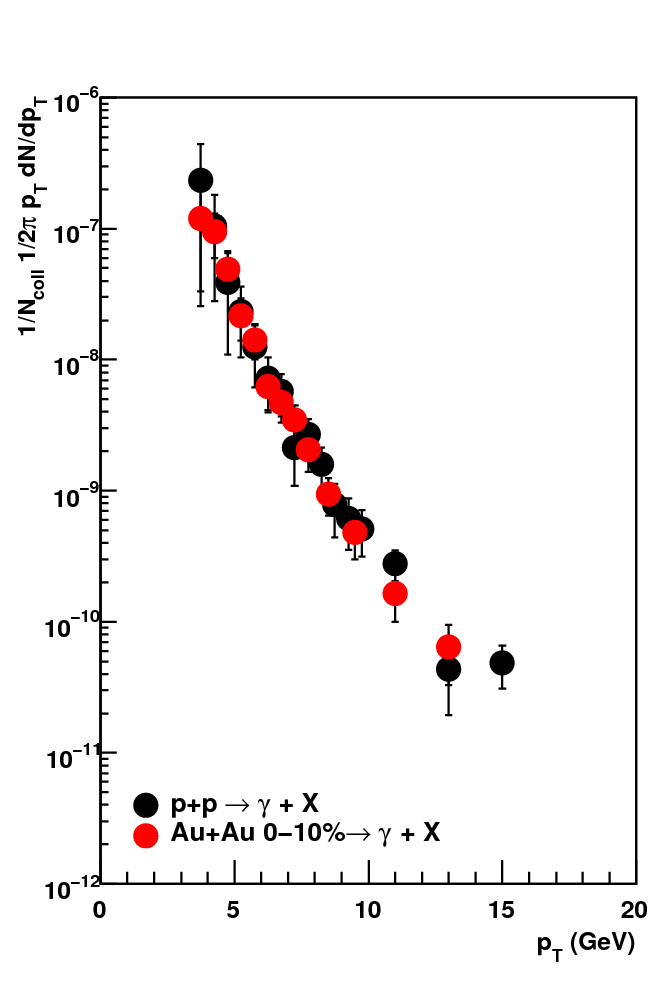 1/N_coll 1/2π p_T dN/dp_T
10⁻⁶
10⁻⁷
10⁻⁸
10⁻⁹
10⁻¹⁰
10⁻¹¹
10⁻¹²
p+p → γ + X
Au+Au 0−10%→ γ + X
0 5 10 15 20
p_T (GeV)